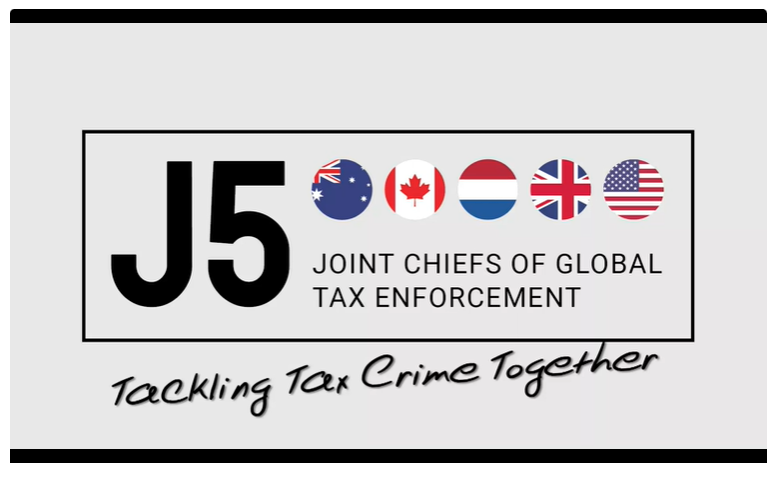 J5
JOINT CHIEFS OF GLOBAL
TAX ENFORCEMENT
Tackling Tax Crime Together